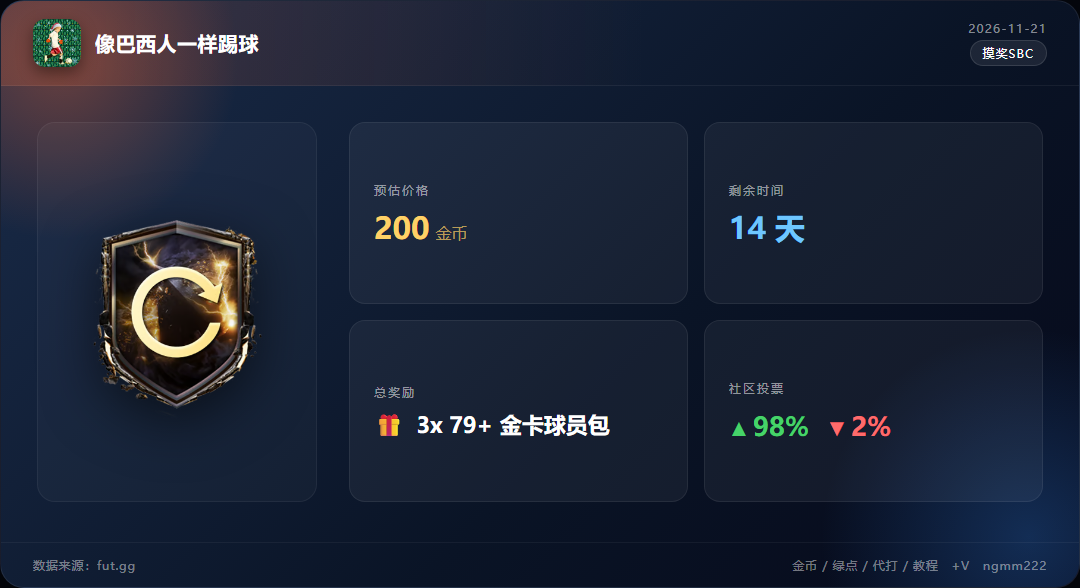 像巴西人一样踢球
2026-11-21
摸奖SBC
预估价格
200 金币
剩余时间
14 天
总奖励
3x 79+ 金卡球员包
社区投票
▲98% ▼2%
数据来源：fut.gg
金币 / 绿点 / 代打 / 教程 +V ngmm222